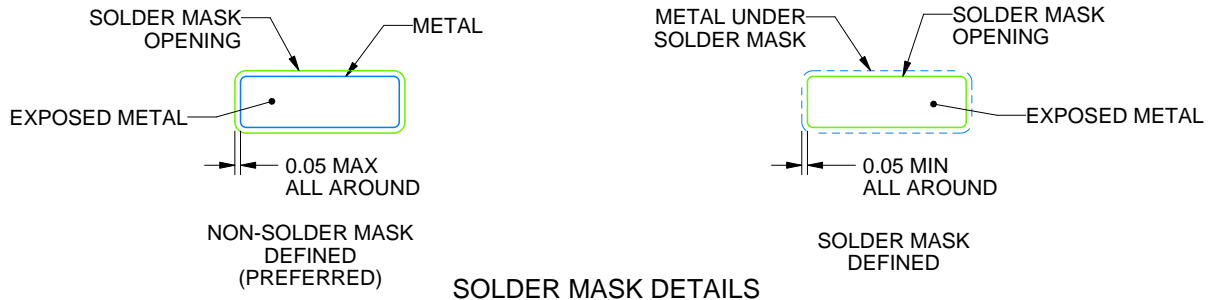 SOLDER MASK
OPENING
METAL
EXPOSED METAL
0.05 MAX
ALL AROUND
NON-SOLDER MASK
DEFINED
(PREFERRED)
METAL UNDER
SOLDER MASK
SOLDER MASK
OPENING
EXPOSED METAL
0.05 MIN
ALL AROUND
SOLDER MASK
DEFINED
SOLDER MASK DETAILS